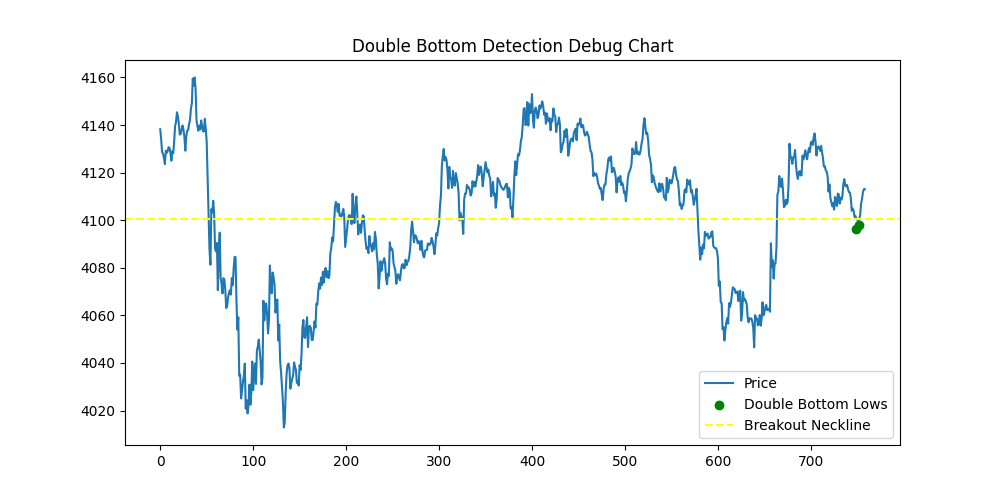 Double Bottom Detection Debug Chart
4160
4140
4120
4100
4080
4060
4040
4020
0 100 200 300 400 500 600 700
Price
Double Bottom Lows
Breakout Neckline